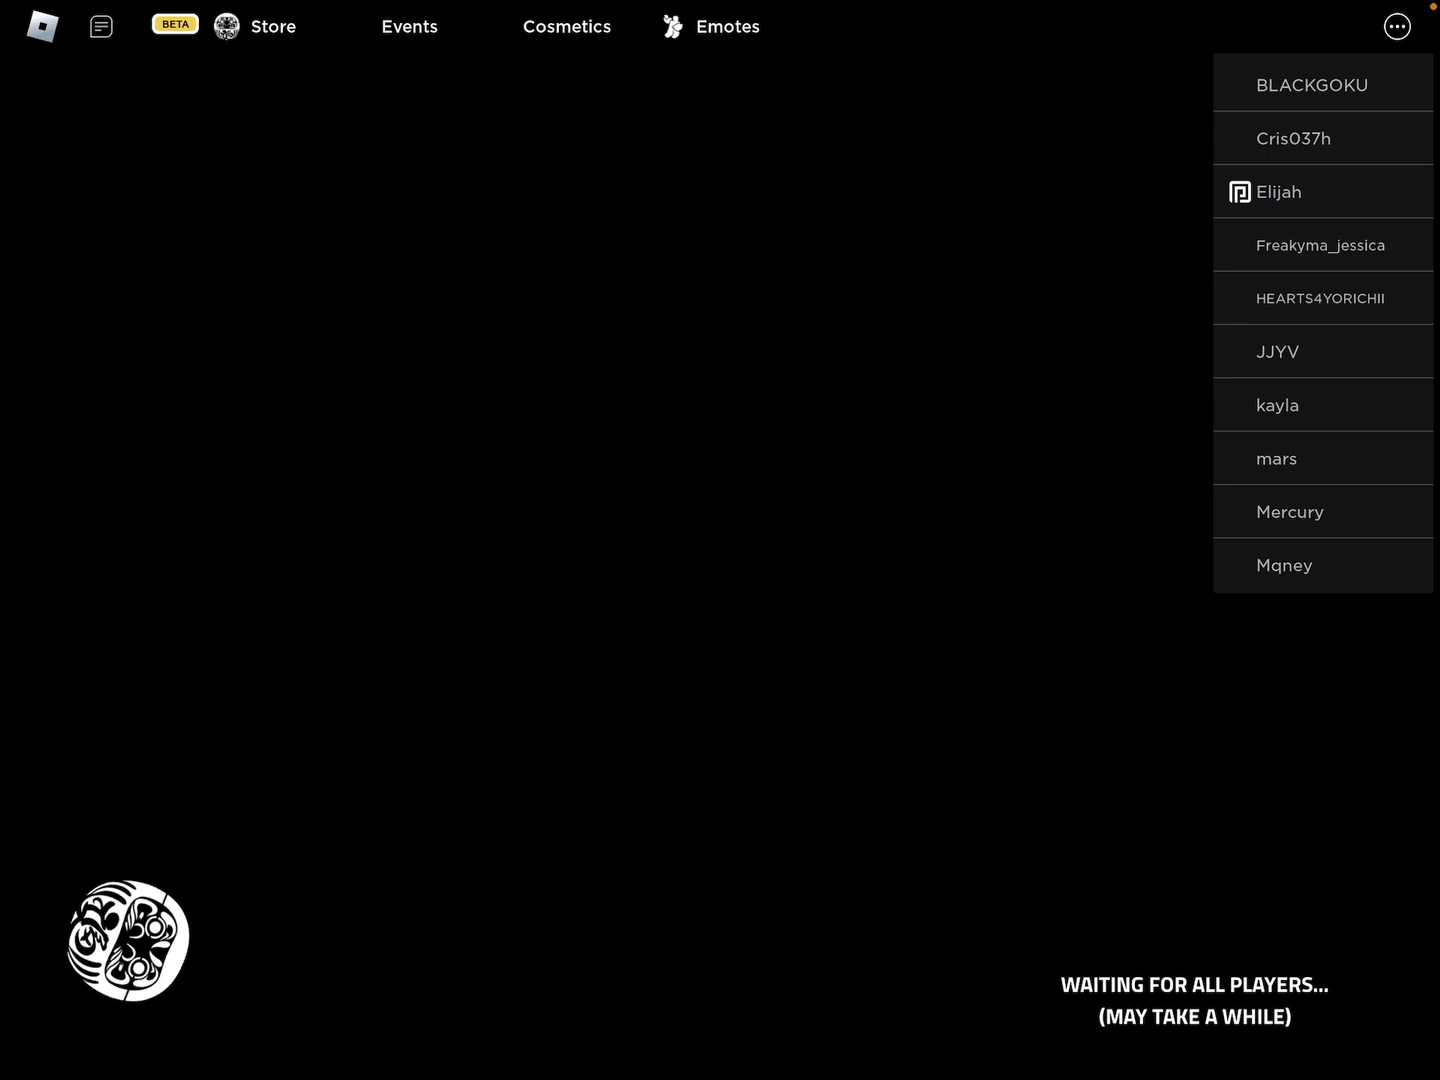 BETA
Store
Events
Cosmetics
Emotes
BLACKGOKU
Cris037h
Elijah
Freakyma_jessica
HEARTS4YORICHII
JJYV
kayla
mars
Mercury
Mqney
WAITING FOR ALL PLAYERS...
(MAY TAKE A WHILE)